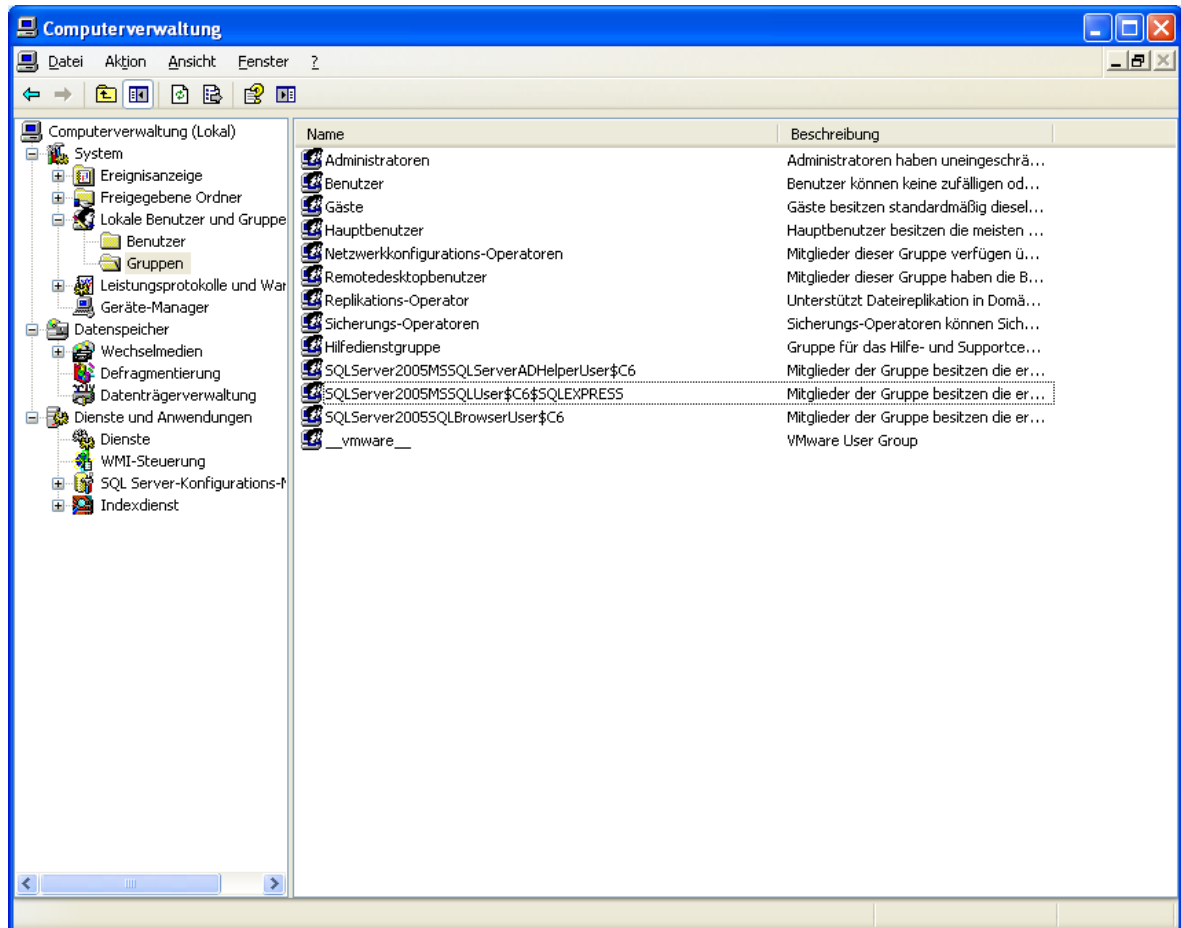 Computerverwaltung
Datei Aktion Ansicht Fenster ?
Computerverwaltung (Lokal)
System
Ereignisanzeige
Freigegebene Ordner
Lokale Benutzer und Gruppe
Benutzer
Gruppen
Leistungsprotokolle und War
Geräte-Manager
Datenspeicher
Wechselmedien
Defragmentierung
Datenträgerverwaltung
Dienste und Anwendungen
Dienste
WMI-Steuerung
SQL Server-Konfigurations-M
Indexdienst
Name Beschreibung
Administratoren Administratoren haben uneingeschrä...
Benutzer Benutzer können keine zufälligen od...
Gäste Gäste besitzen standardmäßig diesel...
Hauptbenutzer Hauptbenutzer besitzen die meisten ...
Netzwerkkonfigurations-Operatoren Mitglieder dieser Gruppe verfügen ü...
Remotedesktopbenutzer Mitglieder dieser Gruppe haben die B...
Replikations-Operator Unterstützt Dateireplikation in Domä...
Sicherungs-Operatoren Sicherungs-Operatoren können Sich...
Hilfedienstgruppe Gruppe für das Hilfe- und Supportce...
SQLServer2005MSSQLServerADHelperUser$C6 Mitglieder der Gruppe besitzen die er...
SQLServer2005MSSQLUser$C6$SQLEXPRESS Mitglieder der Gruppe besitzen die er...
SQLServer2005SQLBrowserUser$C6 Mitglieder der Gruppe besitzen die er...
__vmware__ VMware User Group